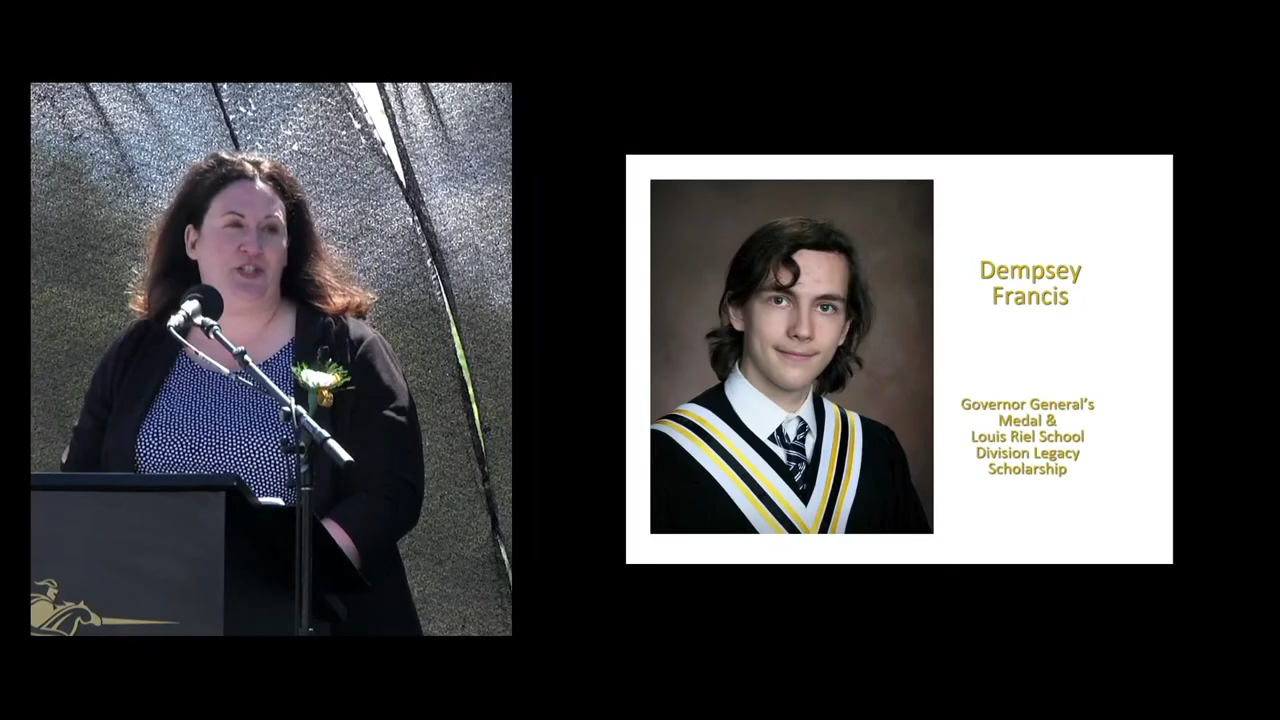 Dempsey
Francis
Governor General’s
Medal &
Louis Riel School
Division Legacy
Scholarship